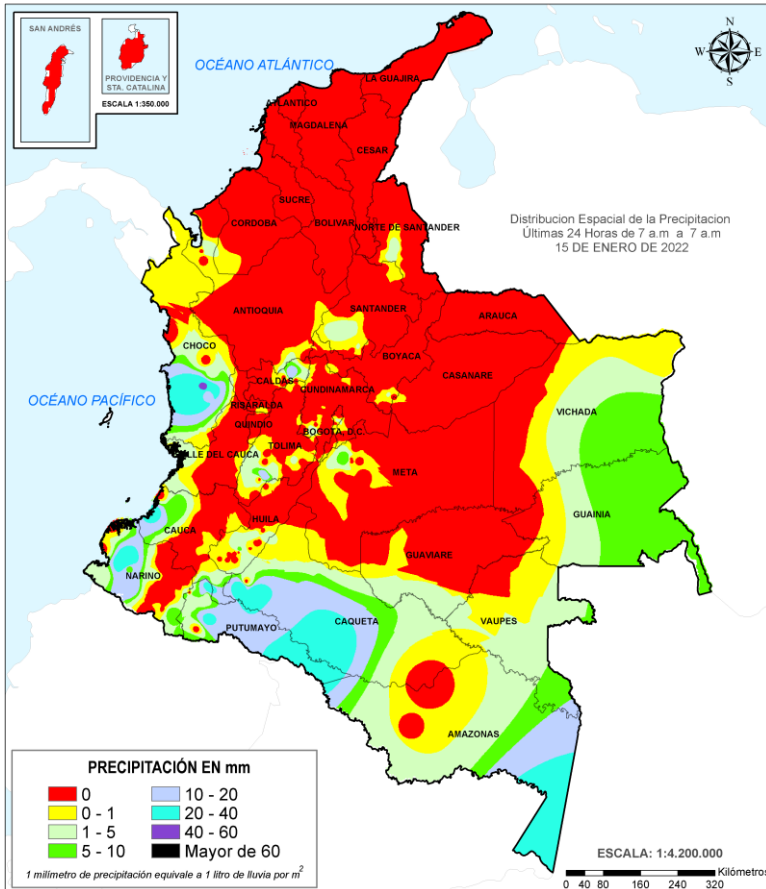 SAN ANDRÉS
PROVIDENCIA Y
STA. CATALINA
ESCALA 1:350.000
OCÉANO ATLÁNTICO
N
W
E
S
LA GUAJIRA
ATLANTICO
MAGDALENA
CESAR
SUCRE
CORDOBA
BOLIVAR
NORTE DE SANTANDER
Distribucion Espacial de la Precipitacion
Últimas 24 Horas de 7 a.m a 7 a.m
15 DE ENERO DE 2022
ANTIOQUIA
SANTANDER
ARAUCA
CHOCO
BOYACA
CASANARE
CALDAS
CUNDINAMARCA
OCÉANO PACÍFICO
RISARALDA
VICHADA
QUINDIO
BOGOTA, D.C.
TOLIMA
VALLE DEL CAUCA
META
GUAINIA
HUILA
CAUCA
GUAVIARE
NARINO
PUTUMAYO
CAQUETA
VAUPES
AMAZONAS
PRECIPITACIÓN EN mm
0
0 - 1
1 - 5
5 - 10
10 - 20
20 - 40
40 - 60
Mayor de 60
1 milímetro de precipitación equivale a 1 litro de lluvia por m²
ESCALA: 1:4.200.000
Kilómetros
0 40 80 160 240 320